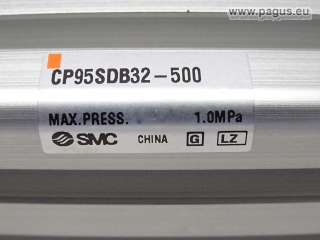 www.pagus.eu
CP95SDB32-500
MAX.PRESS. 1.0MPa
SMC CHINA G LZ